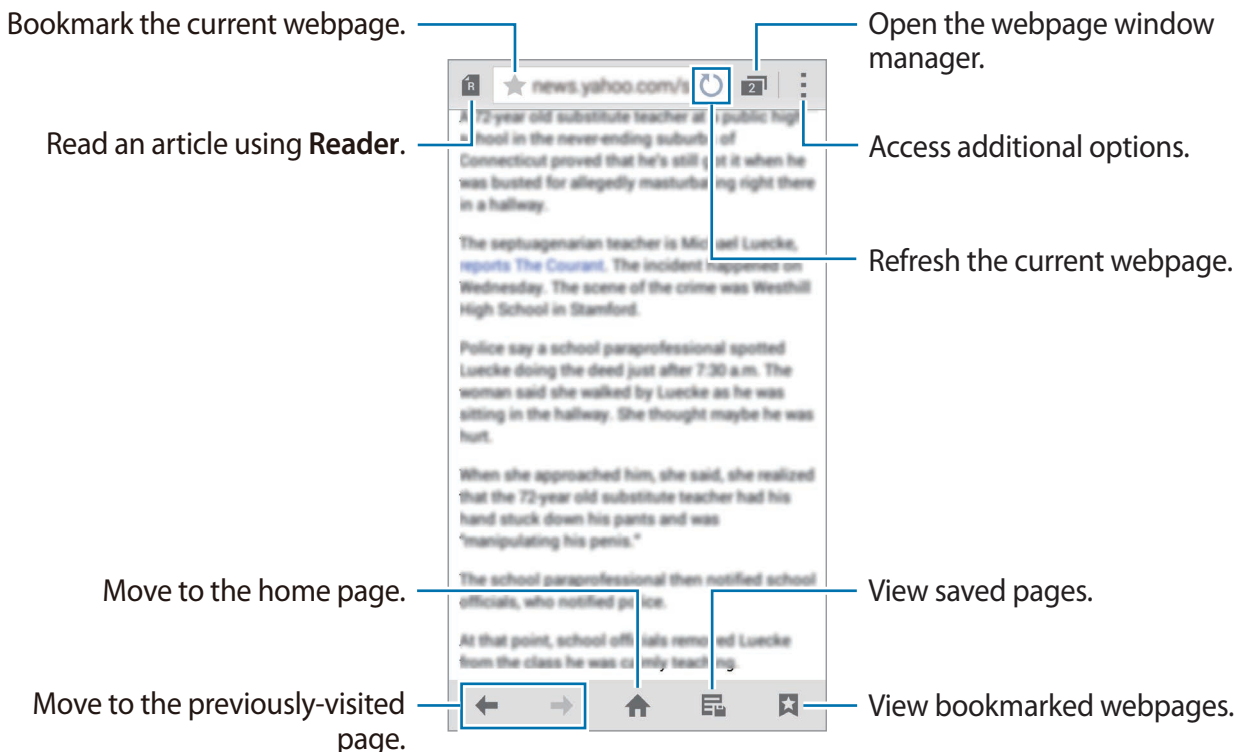 Bookmark the current webpage.
Open the webpage window
manager.
R
news.yahoo.com/s
2
Read an article using Reader.
Access additional options.
Refresh the current webpage.
A 72-year old substitute teacher at a public high
school in the never-ending suburbs of
Connecticut proved that he's still got it when he
was busted for allegedly masturbating right there
in a hallway.
The septuagenarian teacher is Michael Luecke,
reports The Courant. The incident happened on
Wednesday. The scene of the crime was Westhill
High School in Stamford.
Police say a school paraprofessional spotted
Luecke doing the deed just after 7:30 a.m. The
woman said she walked by Luecke as he was
sitting in the hallway. She thought maybe he was
hurt.
When she approached him, she said, she realized
that the 72-year old substitute teacher had his
hand stuck down his pants and was
"manipulating his penis."
The school paraprofessional then notified school
officials, who notified police.
At that point, school officials removed Luecke
from the class he was calmly teaching.
Move to the home page.
View saved pages.
Move to the previously-visited
page.
View bookmarked webpages.